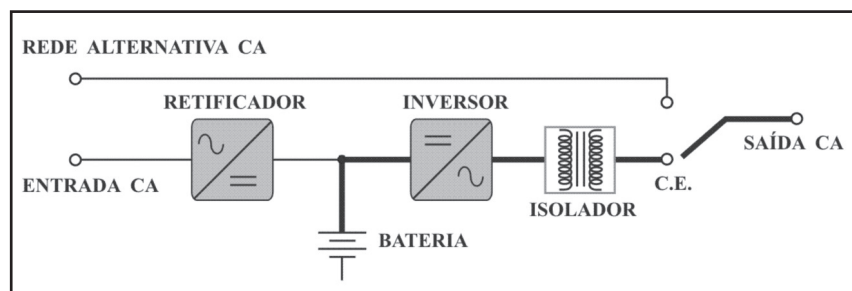 REDE ALTERNATIVA CA
RETIFICADOR
INVERSOR
SAÍDA CA
ENTRADA CA
C.E.
ISOLADOR
BATERIA